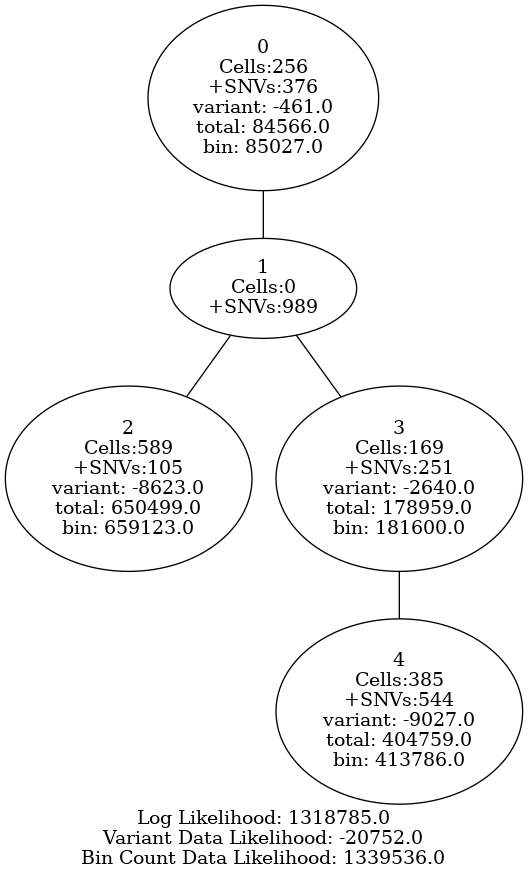 0
Cells:256
+SNVs:376
variant: -461.0
total: 84566.0
bin: 85027.0
1
Cells:0
+SNVs:989
2
Cells:589
+SNVs:105
variant: -8623.0
total: 650499.0
bin: 659123.0
3
Cells:169
+SNVs:251
variant: -2640.0
total: 178959.0
bin: 181600.0
4
Cells:385
+SNVs:544
variant: -9027.0
total: 404759.0
bin: 413786.0
Log Likelihood: 1318785.0
Variant Data Likelihood: -20752.0
Bin Count Data Likelihood: 1339536.0